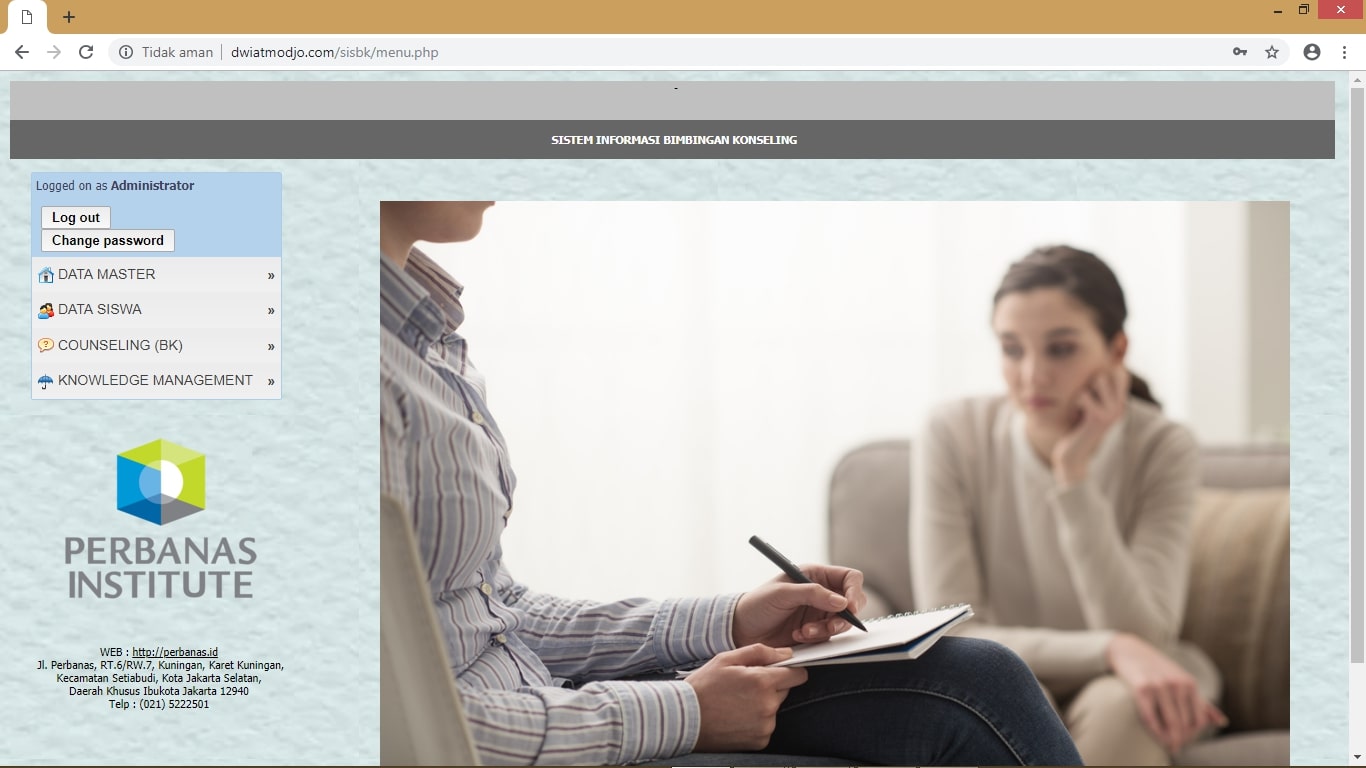 Tidak aman
dwiatmodjo.com/sisbk/menu.php
-
SISTEM INFORMASI BIMBINGAN KONSELING
Logged on as Administrator
Log out
Change password
DATA MASTER »
DATA SISWA »
COUNSELING (BK) »
KNOWLEDGE MANAGEMENT »
PERBANAS
INSTITUTE
WEB : http://perbanas.id
Jl. Perbanas, RT.6/RW.7, Kuningan, Karet Kuningan,
Kecamatan Setiabudi, Kota Jakarta Selatan,
Daerah Khusus Ibukota Jakarta 12940
Telp : (021) 5222501